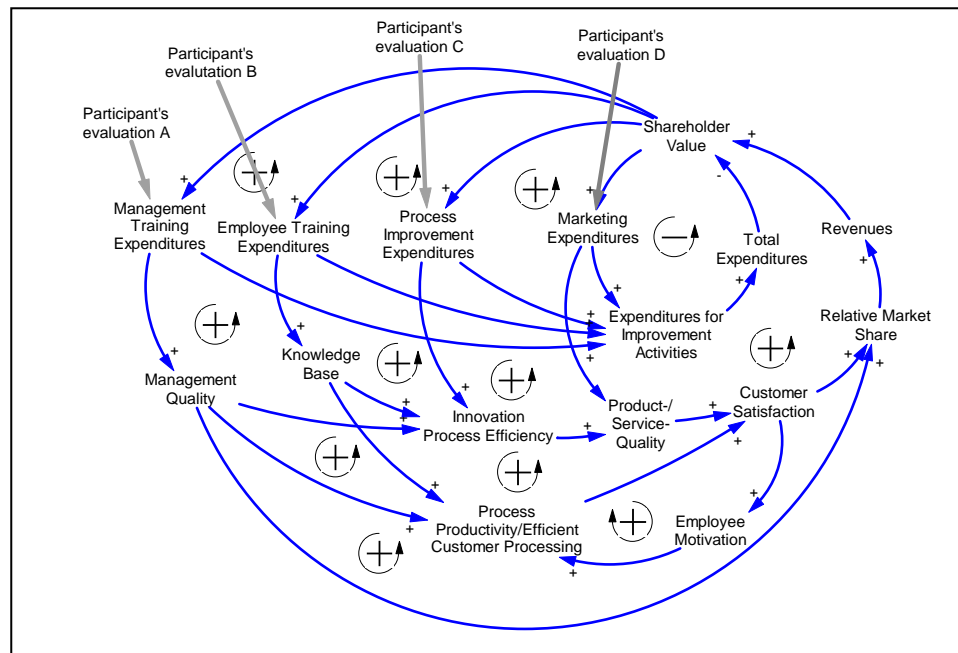 Participant's
evaluation A
Participant's
evalutation B
Participant's
evaluation C
Participant's
evaluation D
Shareholder
Value
Management
Training
Expenditures
Employee Training
Expenditures
Process
Improvement
Expenditures
Marketing
Expenditures
Total
Expenditures
Revenues
Expenditures for
Improvement
Activities
Relative Market
Share
Knowledge
Base
Management
Quality
Innovation
Process Efficiency
Product-/
Service-
Quality
Customer
Satisfaction
Process
Productivity/Efficient
Customer Processing
Employee
Motivation